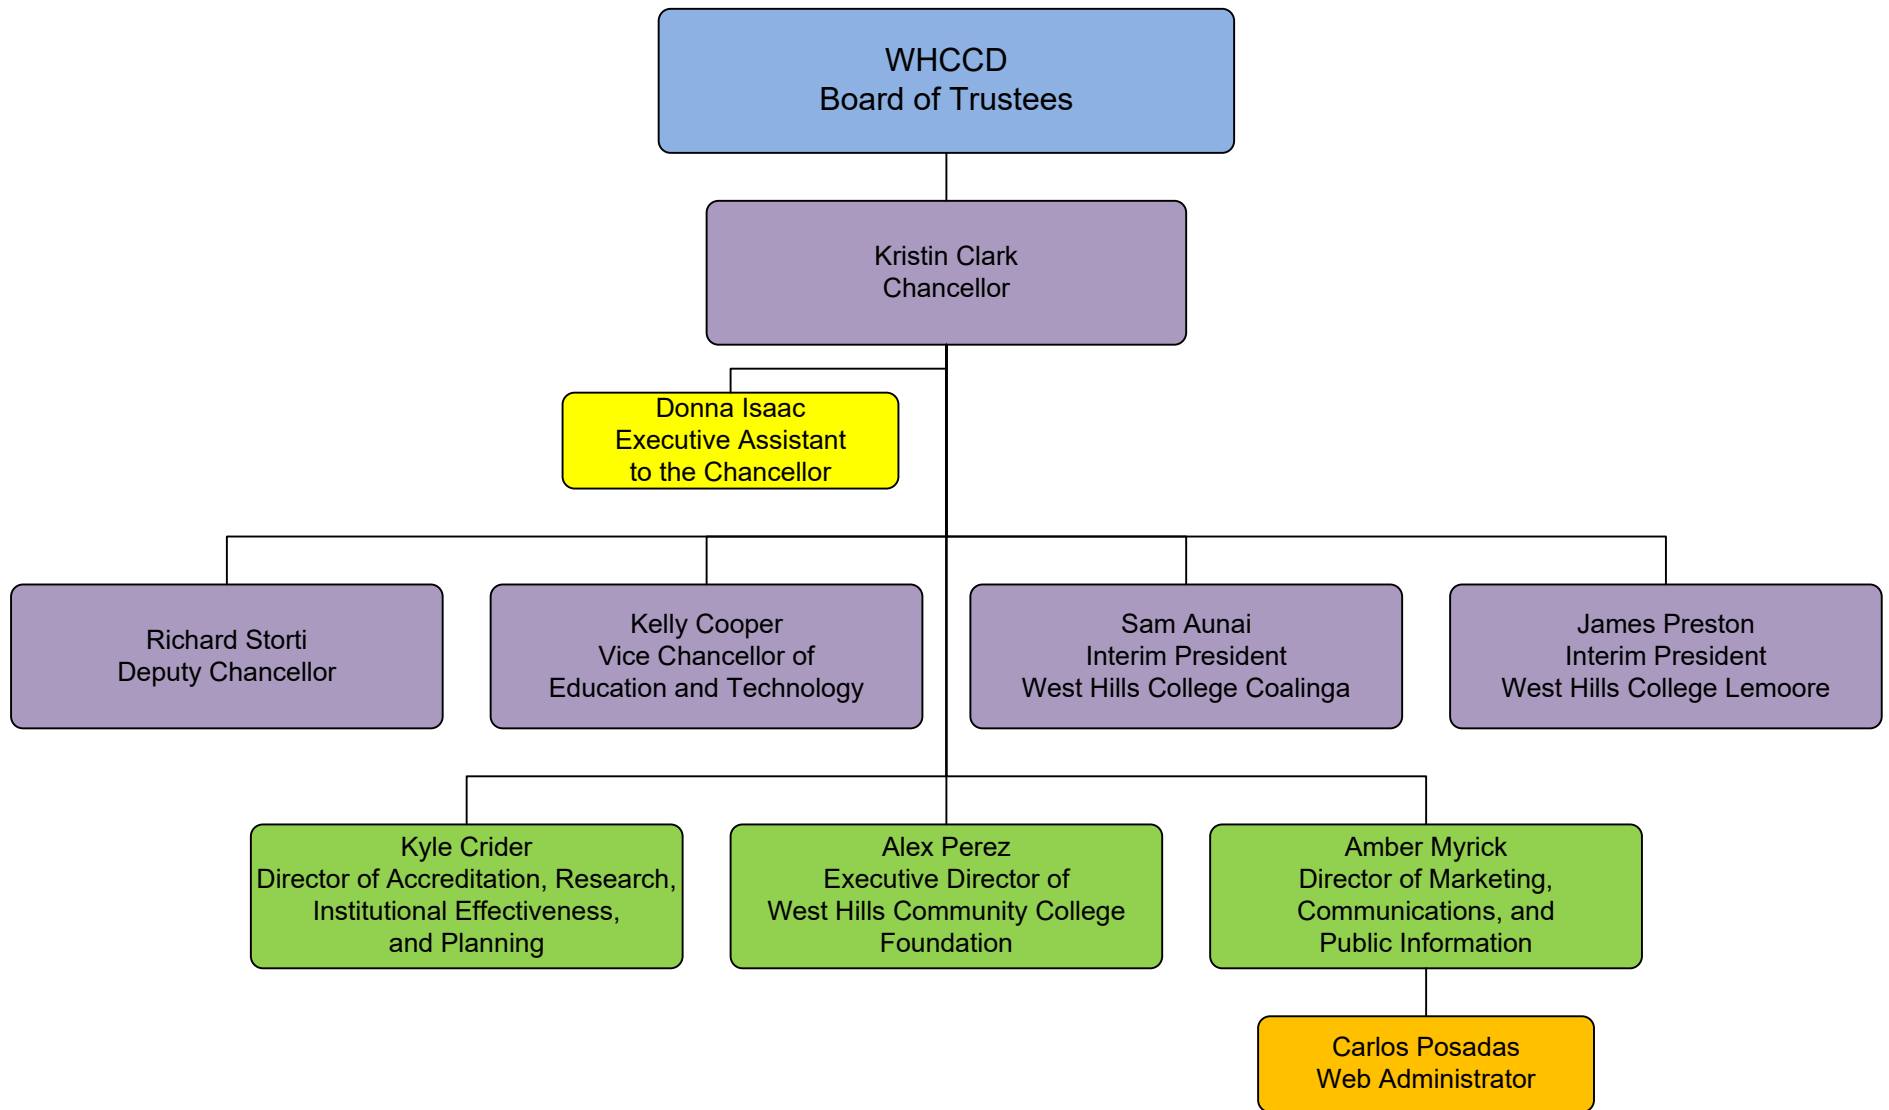 WHCCD
Board of Trustees
Kristin Clark
Chancellor
Donna Isaac
Executive Assistant
to the Chancellor
Richard Storti
Deputy Chancellor
Kelly Cooper
Vice Chancellor of
Education and Technology
Sam Aunai
Interim President
West Hills College Coalinga
James Preston
Interim President
West Hills College Lemoore
Kyle Crider
Director of Accreditation, Research,
Institutional Effectiveness,
and Planning
Alex Perez
Executive Director of
West Hills Community College
Foundation
Amber Myrick
Director of Marketing,
Communications, and
Public Information
Carlos Posadas
Web Administrator